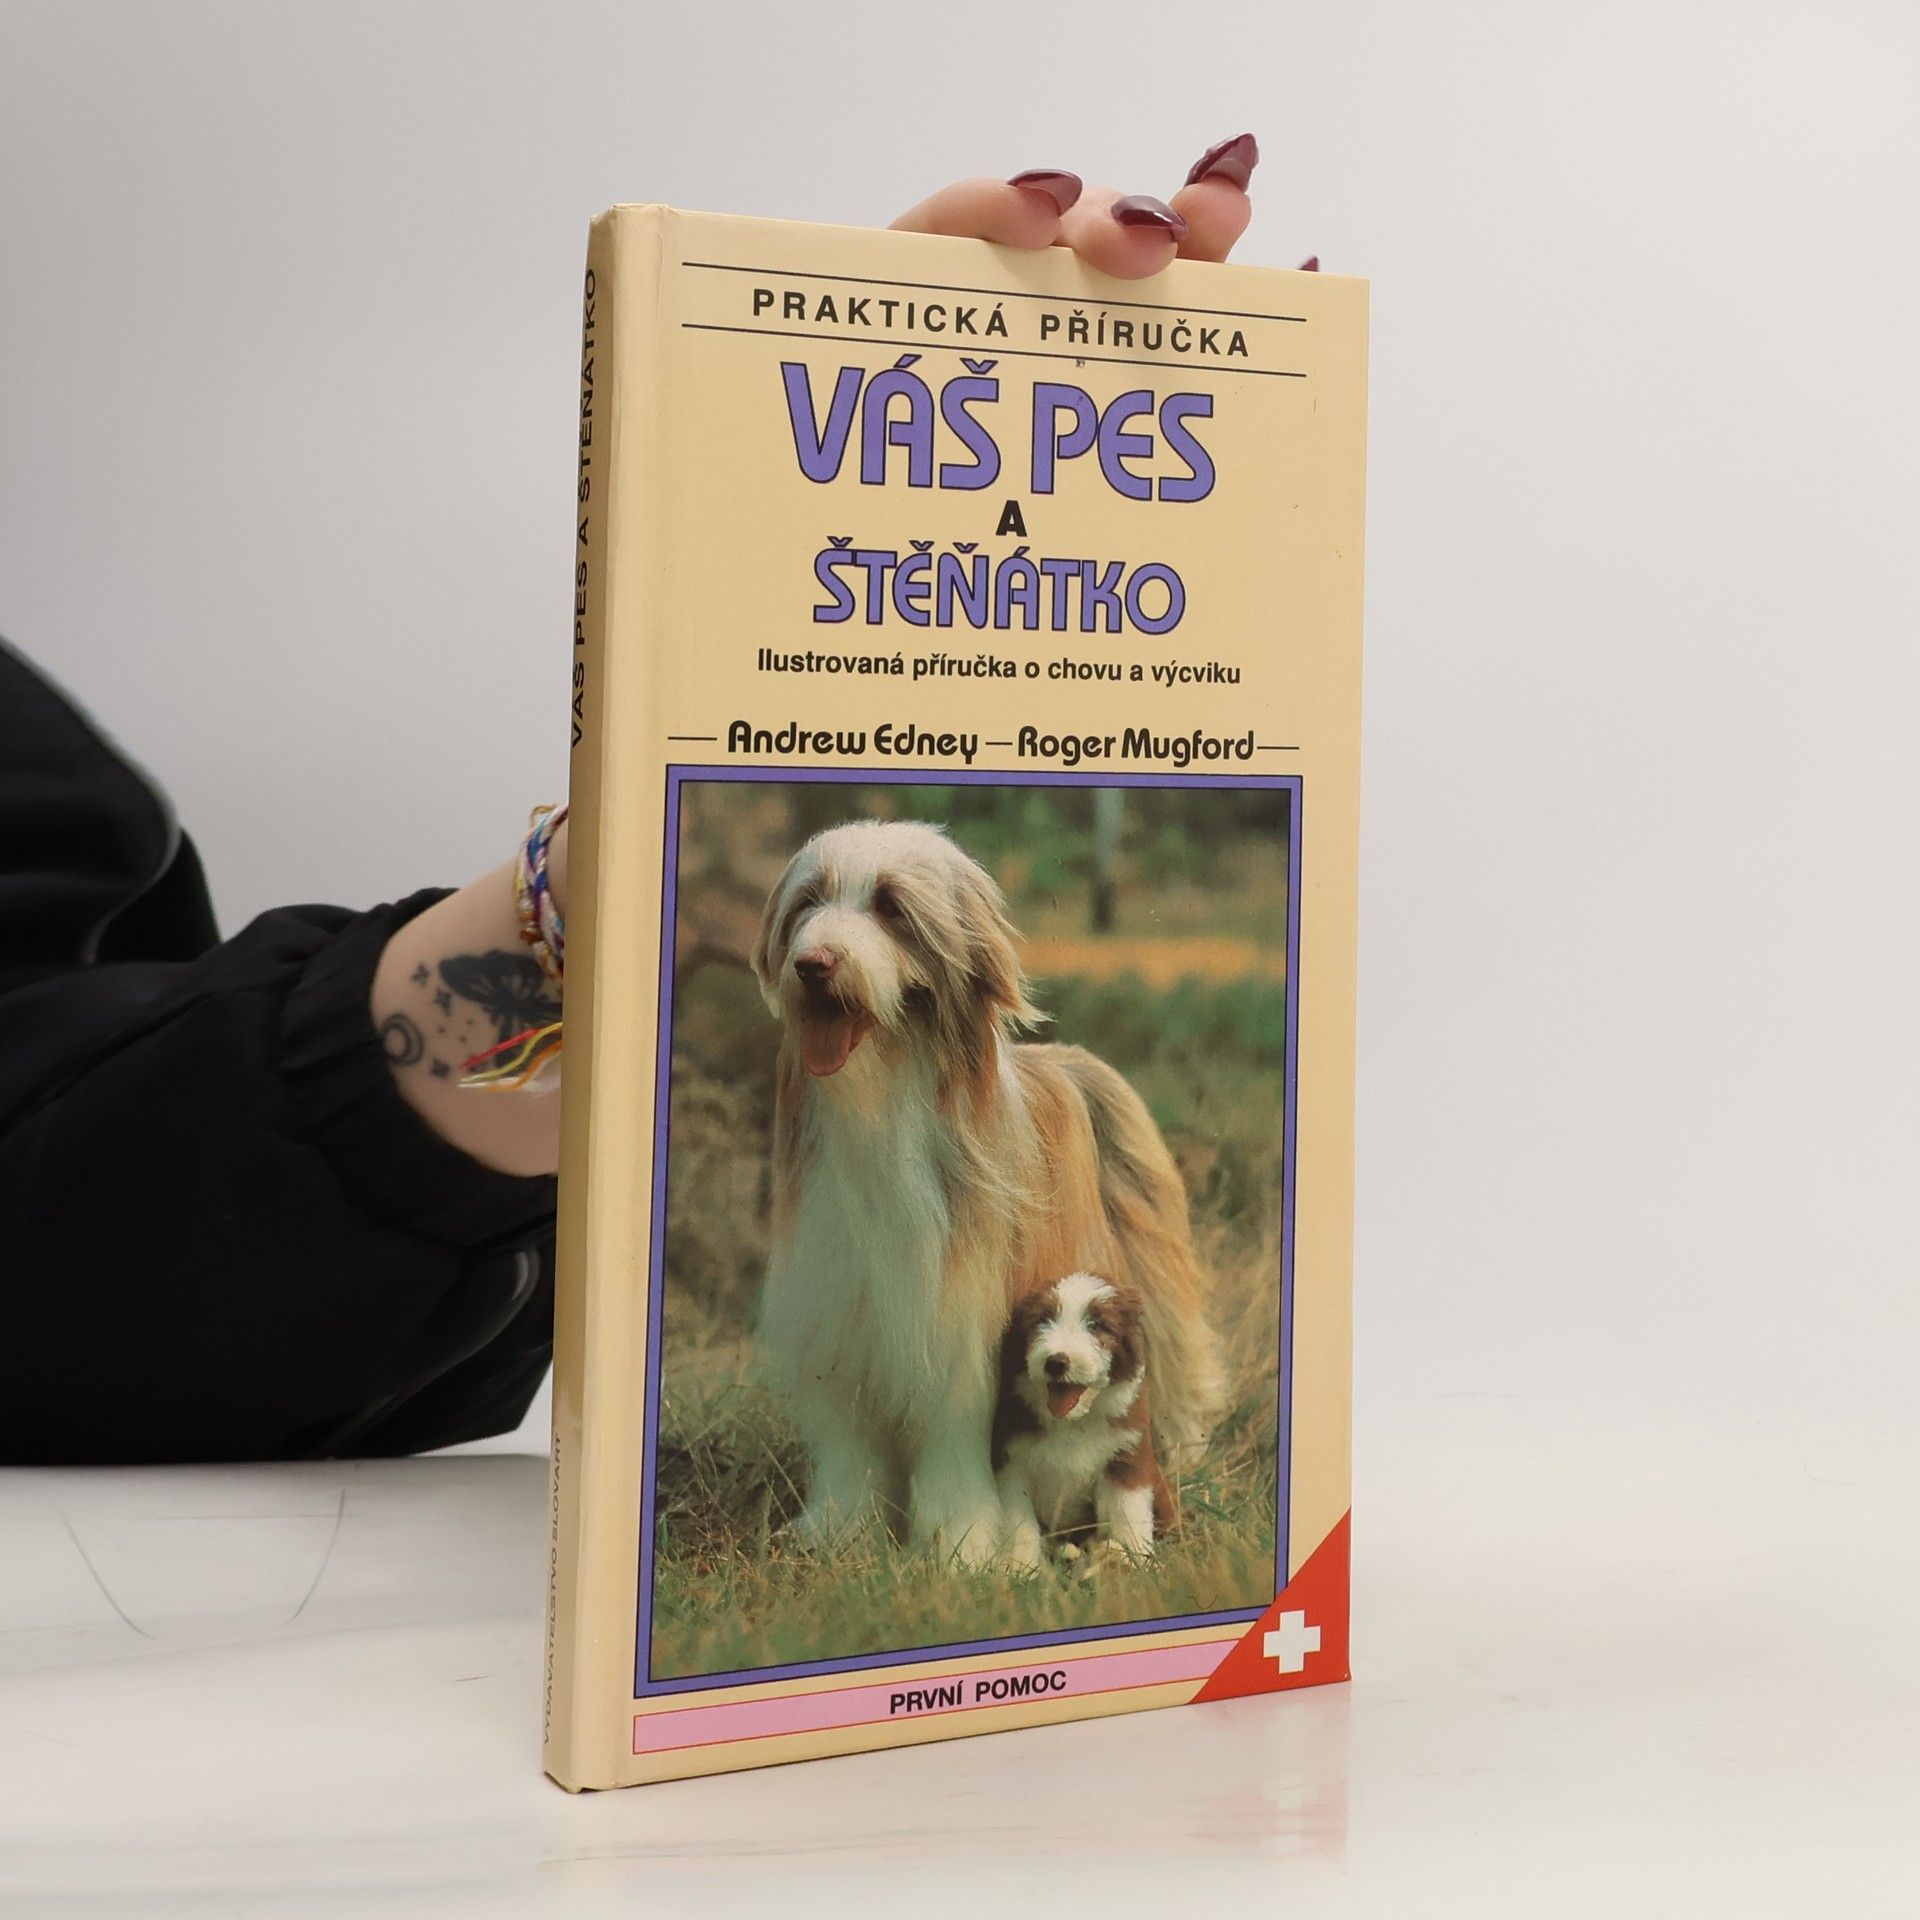 PRAKTICKÁ PŘÍRUČKA
VÁŠ PES
A
ŠTĚŇÁTKO
Ilustrovaná příručka o chovu a výcviku
Andrew Edney — Roger Mugford
PRVNÍ POMOC
VÁŠ PES A ŠTĚŇÁTKO
VYDAVATELSTVO SLOVART